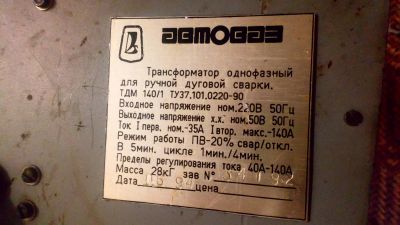 АВТОВАЗ
Трансформатор однофазный
для ручной дуговой сварки.
ТДМ 140/1 ТУ37.101.0220-90
Входное напряжение ном.220В 50Гц
Выходное напряжение х.х. ном.50В 50Гц
Ток I перв. ном.-35А I втор. макс.-140А
Режим работы ПВ-20% свар/откл.
В 5мин. цикле 1мин./4мин.
Пределы регулирования тока 40А-140А
Масса 28кГ зав №
Дата цена